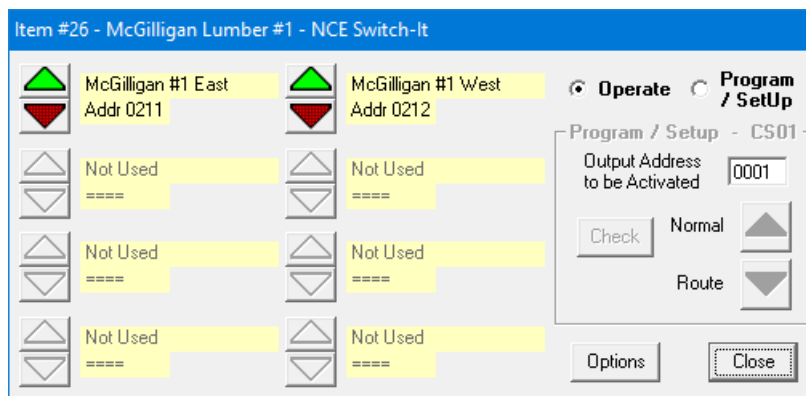 Item #26 - McGilligan Lumber #1 - NCE Switch-It
McGilligan #1 East
Addr 0211
McGilligan #1 West
Addr 0212
Not Used
====
Not Used
====
Not Used
====
Not Used
====
Not Used
====
Not Used
====
Operate
Program
/ SetUp
Program / Setup - CS01
Output Address
to be Activated
0001
Check
Normal
Route
Options
Close